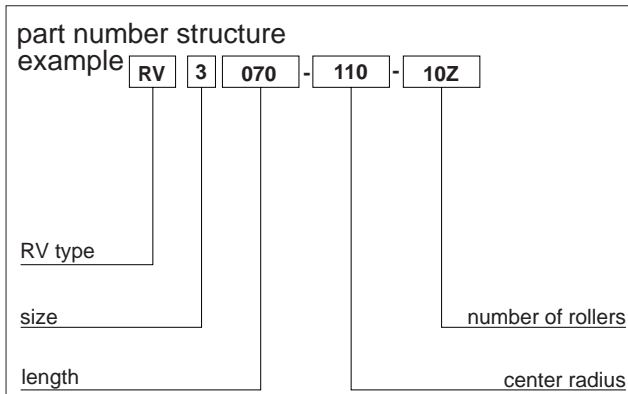 part number structure
example RV 3 070 - 110 - 10Z
RV type
size number of rollers
length center radius